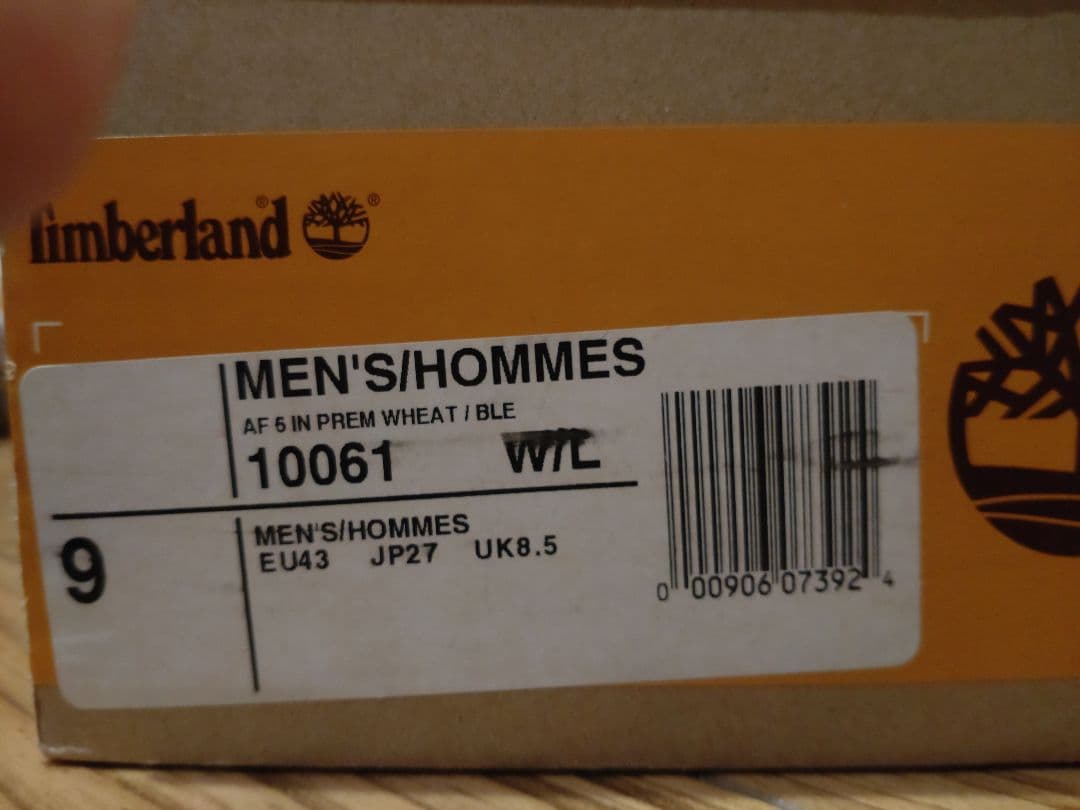 Timberland® ®
MEN'S/HOMMES
AF 6 IN PREM WHEAT / BLE
10061 W/L
9
MEN'S/HOMMES
EU43 JP27 UK8.5
0 00906 07392 4